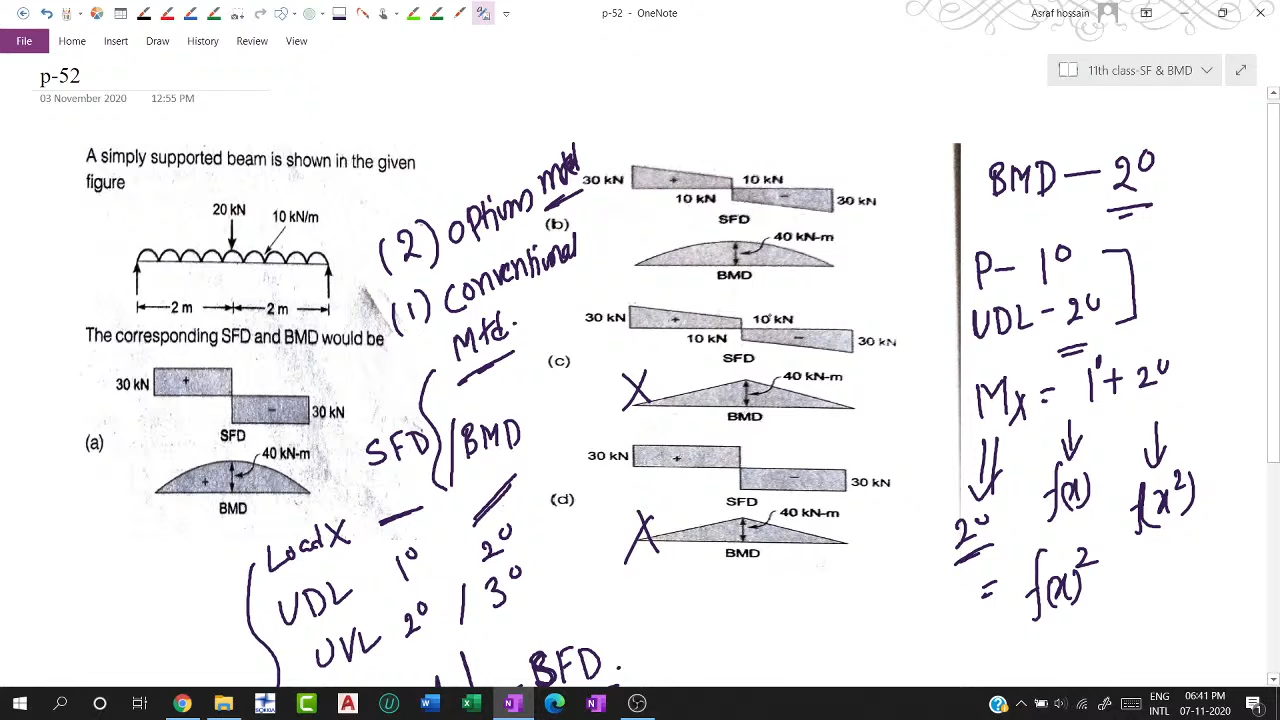 p-52 - OneNote
Asraf hossain
File Home Insert Draw History Review View
p-52
03 November 2020 12:55 PM
11th class-SF & BMD
A simply supported beam is shown in the given
figure
20 kN
10 kN/m
2 m 2 m
The corresponding SFD and BMD would be
30 kN + - 30 kN
SFD
(a)
40 kN-m
+
BMD
(2) options mtd
(1) conventional
Mtd.
SFD / BMD
Load X
UDL 1° 2°
UVL 2° / 3°
BFD.
30 kN + 10 kN
10 kN - 30 kN
SFD
(b)
40 kN-m
BMD
30 kN + 10 kN
10 kN - 30 kN
SFD
(c)
X 40 kN-m
BMD
30 kN + - 30 kN
SFD
(d)
X 40 kN-m
BMD
BMD - 2°
P - 1°
UDL - 2°
Mx = 1° + 2°
f(x) f(x²)
2°
= f(x)²
ENG
INTL
06:41 PM
07-11-2020